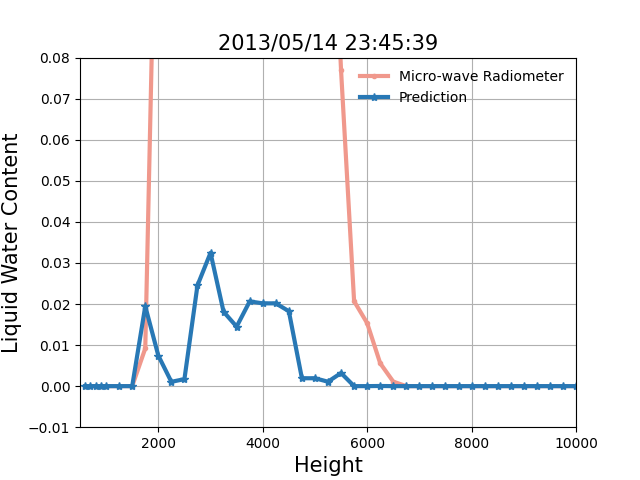 2013/05/14 23:45:39
Micro-wave Radiometer
Prediction
Liquid Water Content
0.08
0.07
0.06
0.05
0.04
0.03
0.02
0.01
0.00
−0.01
2000 4000 6000 8000 10000
Height